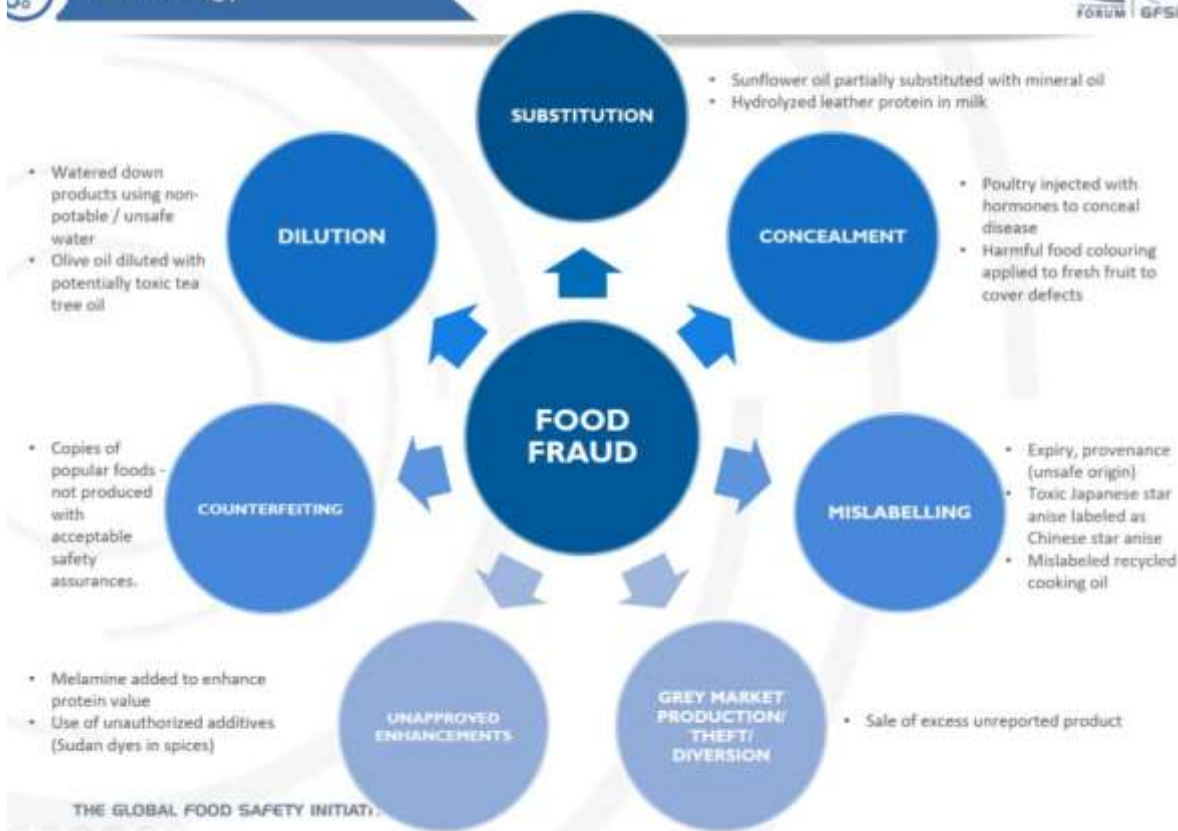 FORUM GFSI
SUBSTITUTION
• Sunflower oil partially substituted with mineral oil
• Hydrolyzed leather protein in milk
DILUTION
• Watered down
products using non-
potable / unsafe
water
• Olive oil diluted with
potentially toxic tea
tree oil
CONCEALMENT
• Poultry injected with
hormones to conceal
disease
• Harmful food colouring
applied to fresh fruit to
cover defects
FOOD
FRAUD
COUNTERFEITING
• Copies of
popular foods -
not produced
with
acceptable
safety
assurances.
MISLABELLING
• Expiry, provenance
(unsafe origin)
• Toxic Japanese star
anise labeled as
Chinese star anise
• Mislabeled recycled
cooking oil
UNAPPROVED
ENHANCEMENTS
• Melamine added to enhance
protein value
• Use of unauthorized additives
(Sudan dyes in spices)
GREY MARKET
PRODUCTION/
THEFT/
DIVERSION
• Sale of excess unreported product
THE GLOBAL FOOD SAFETY